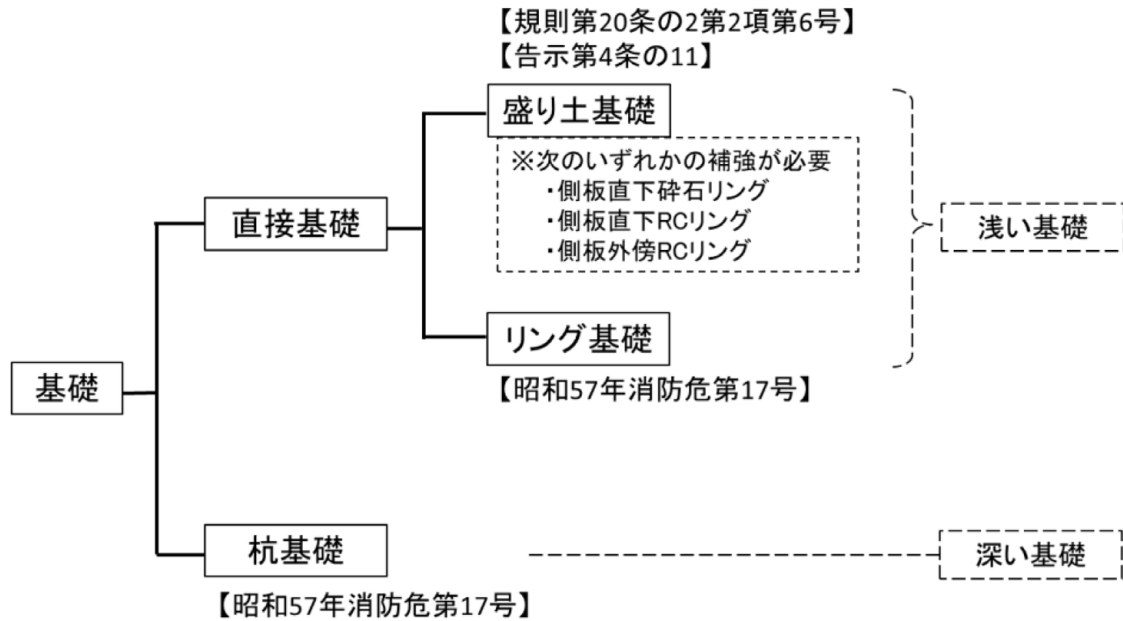 【規則第20条の2第2項第6号】
【告示第4条の11】
盛り土基礎
※次のいずれかの補強が必要
・側板直下砕石リング
・側板直下RCリング
・側板外傍RCリング
直接基礎
浅い基礎
リング基礎
【昭和57年消防危第17号】
基礎
杭基礎
深い基礎
【昭和57年消防危第17号】